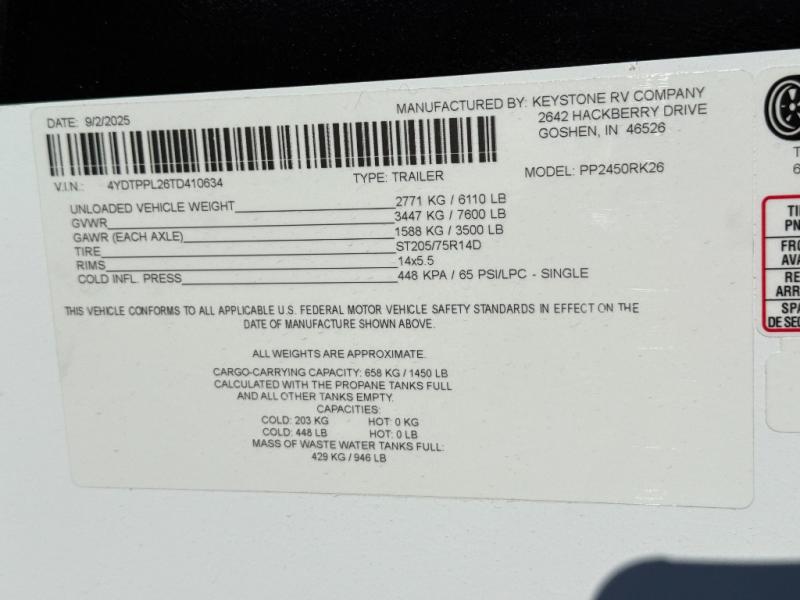 DATE: 9/2/2025
MANUFACTURED BY: KEYSTONE RV COMPANY
2642 HACKBERRY DRIVE
GOSHEN, IN 46526
V.I.N.: 4YDTPPL26TD410634 TYPE: TRAILER MODEL: PP2450RK26
UNLOADED VEHICLE WEIGHT 2771 KG / 6110 LB
GVWR 3447 KG / 7600 LB
GAWR (EACH AXLE) 1588 KG / 3500 LB
TIRE ST205/75R14D
RIMS 14x5.5
COLD INFL. PRESS 448 KPA / 65 PSI/LPC - SINGLE
THIS VEHICLE CONFORMS TO ALL APPLICABLE U.S. FEDERAL MOTOR VEHICLE SAFETY STANDARDS IN EFFECT ON THE
DATE OF MANUFACTURE SHOWN ABOVE.
ALL WEIGHTS ARE APPROXIMATE.
CARGO-CARRYING CAPACITY: 658 KG / 1450 LB
CALCULATED WITH THE PROPANE TANKS FULL
AND ALL OTHER TANKS EMPTY.
CAPACITIES:
COLD: 203 KG HOT: 0 KG
COLD: 448 LB HOT: 0 LB
MASS OF WASTE WATER TANKS FULL:
429 KG / 946 LB
DE